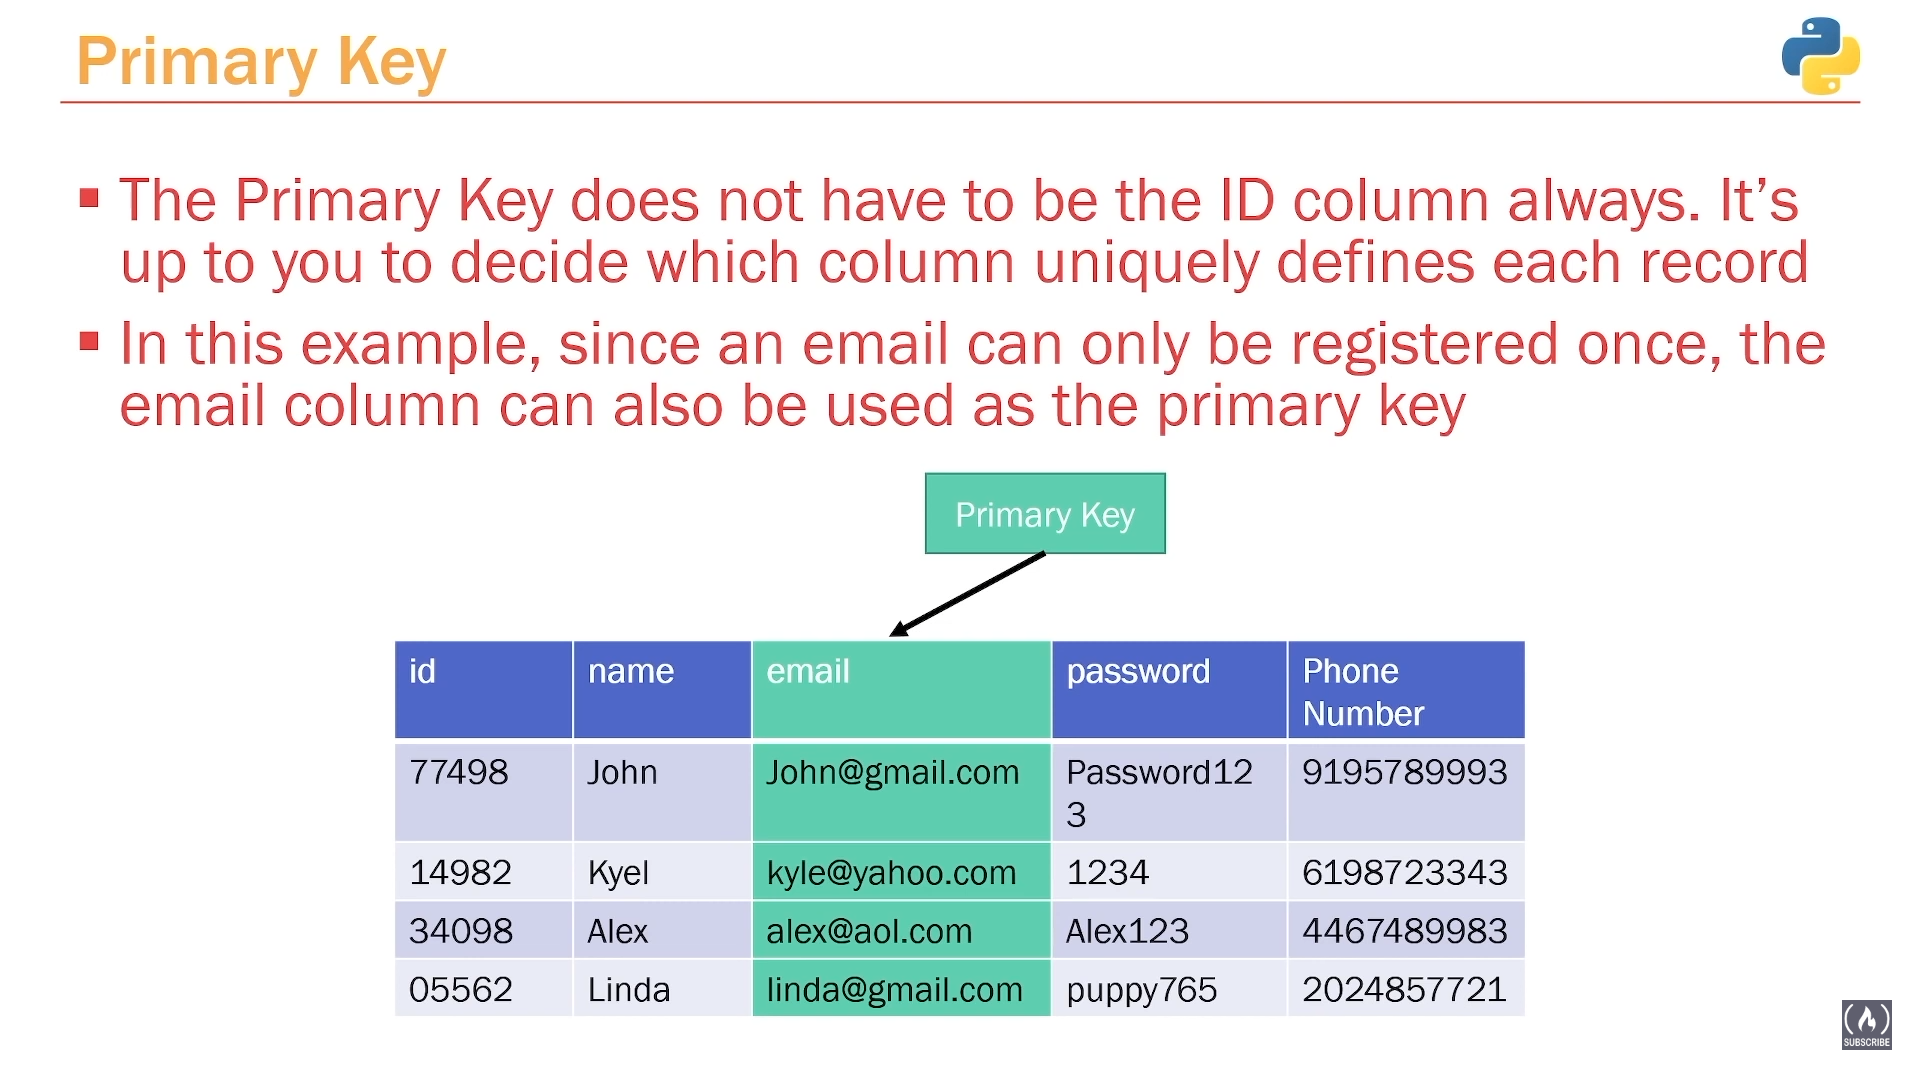 Primary Key
The Primary Key does not have to be the ID column always. It’s
up to you to decide which column uniquely defines each record
In this example, since an email can only be registered once, the
email column can also be used as the primary key
Primary Key
id name email password Phone
Number
77498 John John@gmail.com Password12
3
9195789993
14982 Kyel kyle@yahoo.com 1234 6198723343
34098 Alex alex@aol.com Alex123 4467489983
05562 Linda linda@gmail.com puppy765 2024857721
SUBSCRIBE